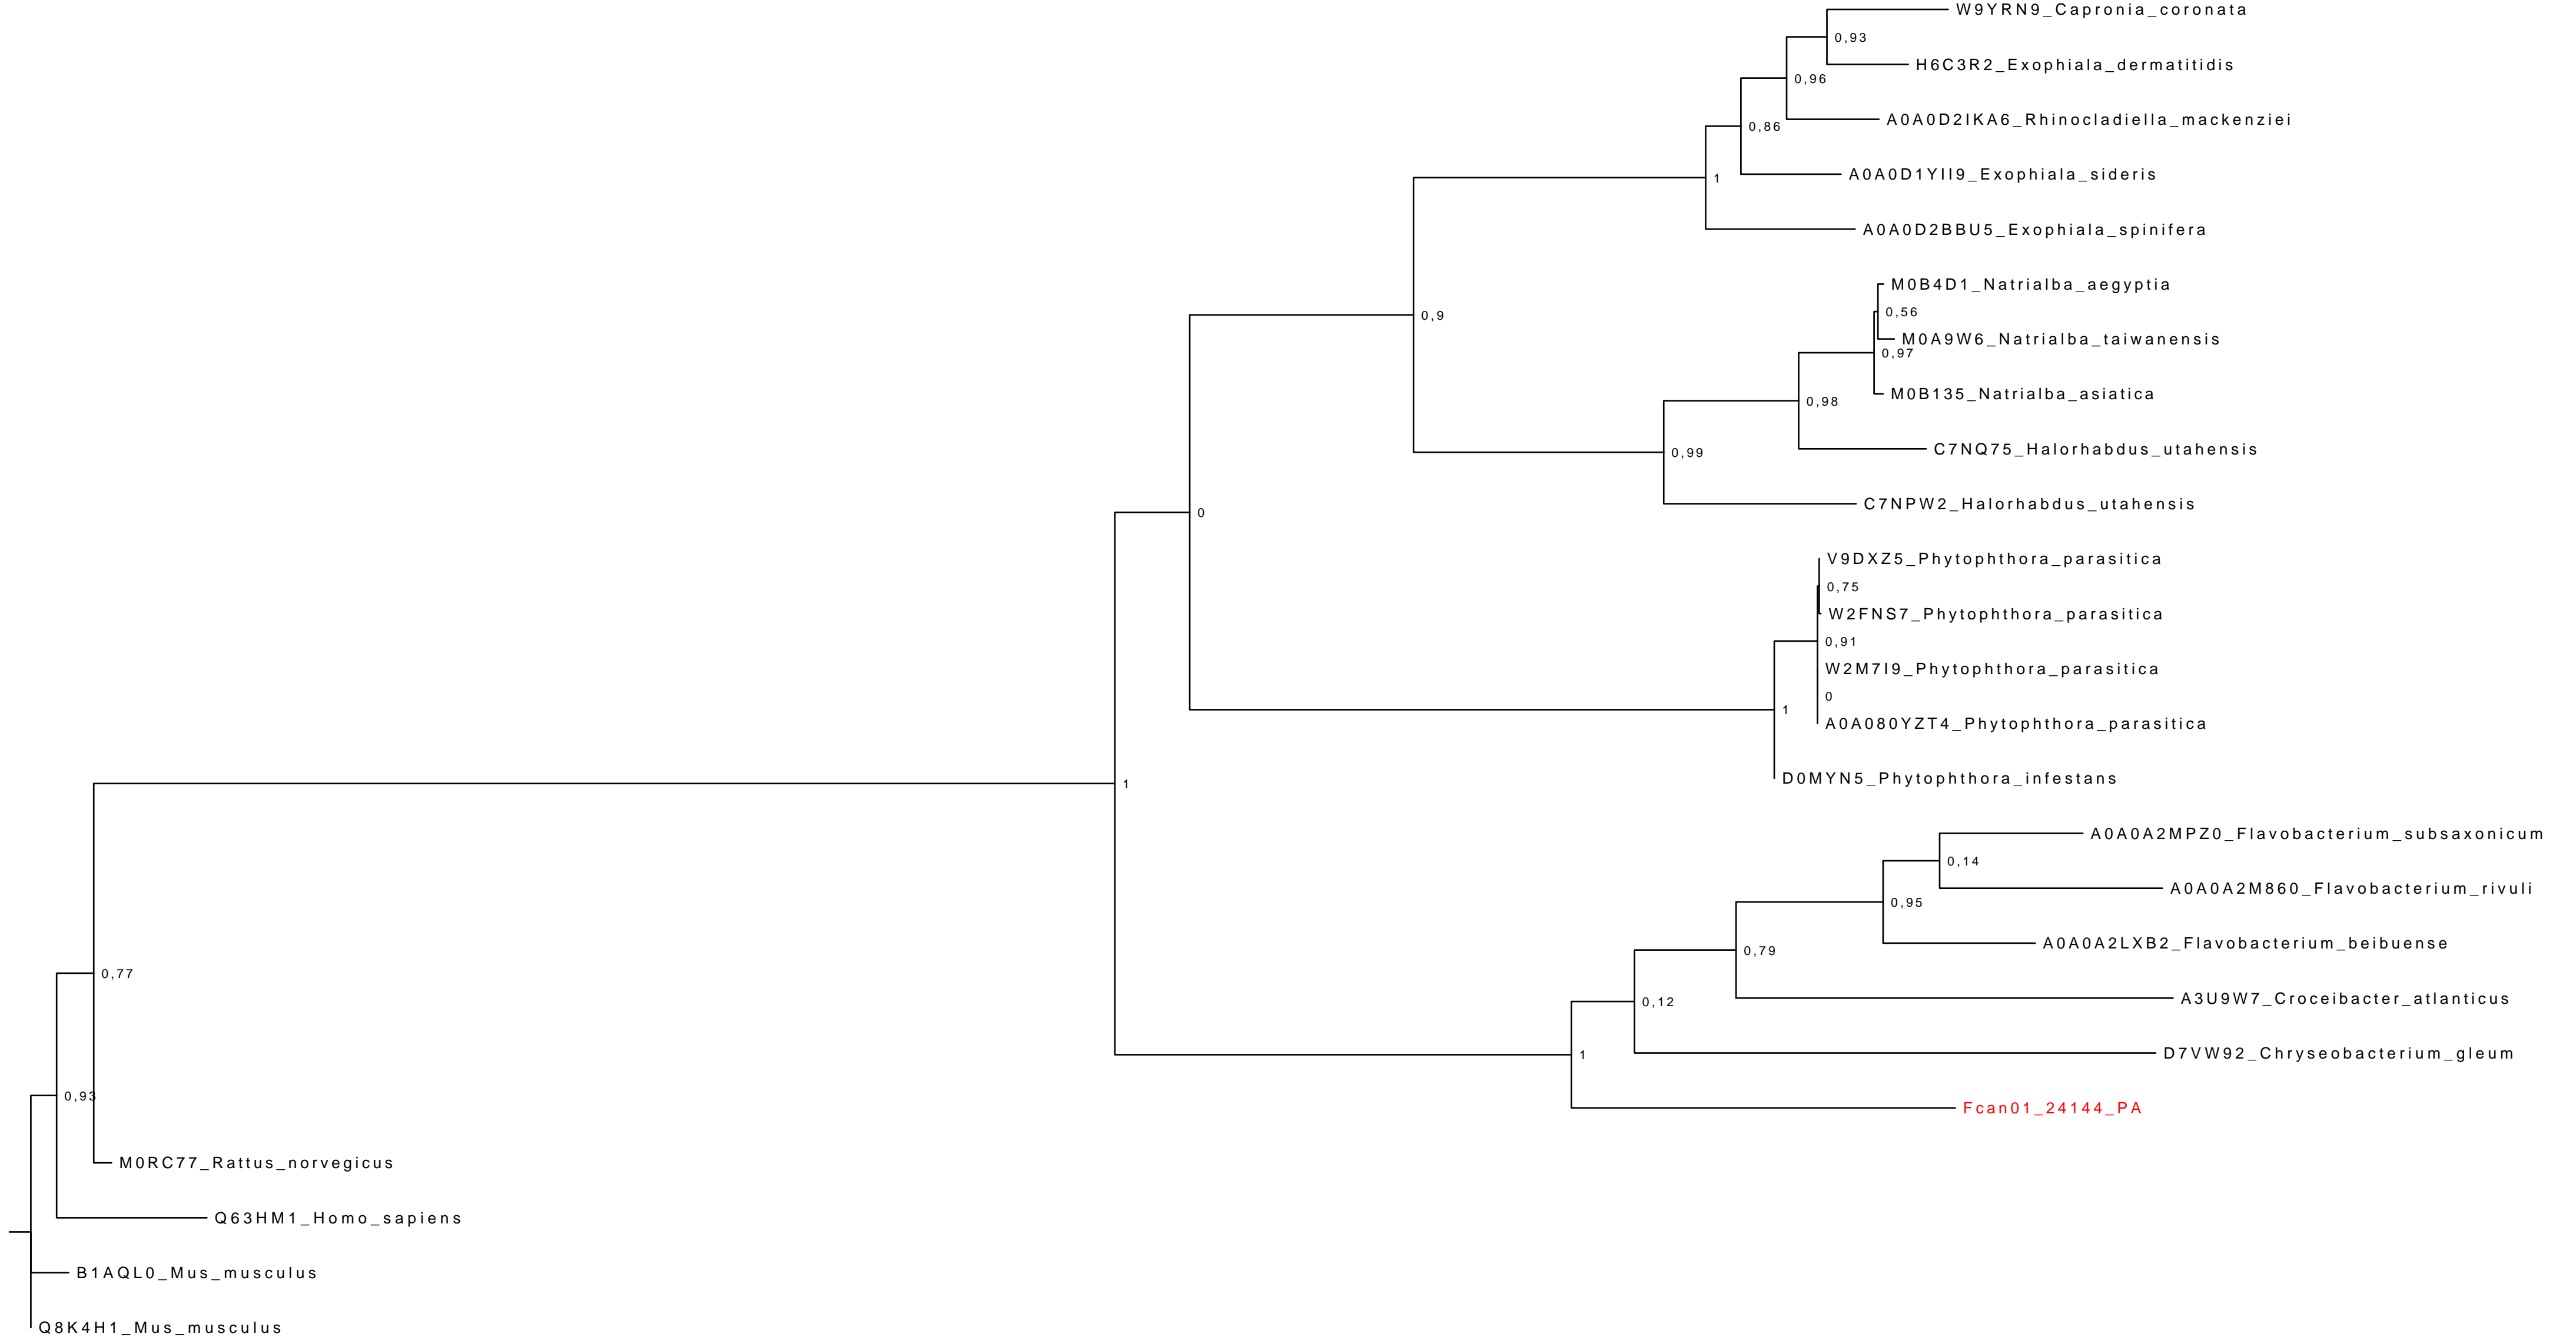 W9YRN9_Capronia_coronata
0,93
H6C3R2_Exophiala_dermatitidis
0,96
A0A0D2IKA6_Rhinocladiella_mackenziei
0,86
A0A0D1YII9_Exophiala_sideris
1
A0A0D2BBU5_Exophiala_spinifera
M0B4D1_Natrialba_aegyptia
0,56
0,9
M0A9W6_Natrialba_taiwanensis
0,97
M0B135_Natrialba_asiatica
0,98
C7NQ75_Halorhabdus_utahensis
0,99
C7NPW2_Halorhabdus_utahensis
0
V9DXZ5_Phytophthora_parasitica
0,75
W2FNS7_Phytophthora_parasitica
0,91
W2M7I9_Phytophthora_parasitica
0
1
A0A080YZT4_Phytophthora_parasitica
D0MYN5_Phytophthora_infestans
1
A0A0A2MPZ0_Flavobacterium_subsaxonicum
0,14
A0A0A2M860_Flavobacterium_rivuli
0,95
A0A0A2LXB2_Flavobacterium_beibuense
0,79
0,77
A3U9W7_Croceibacter_atlanticus
0,12
D7VW92_Chryseobacterium_gleum
1
0,93
Fcan01_24144_PA
M0RC77_Rattus_norvegicus
Q63HM1_Homo_sapiens
B1AQL0_Mus_musculus
Q8K4H1_Mus_musculus